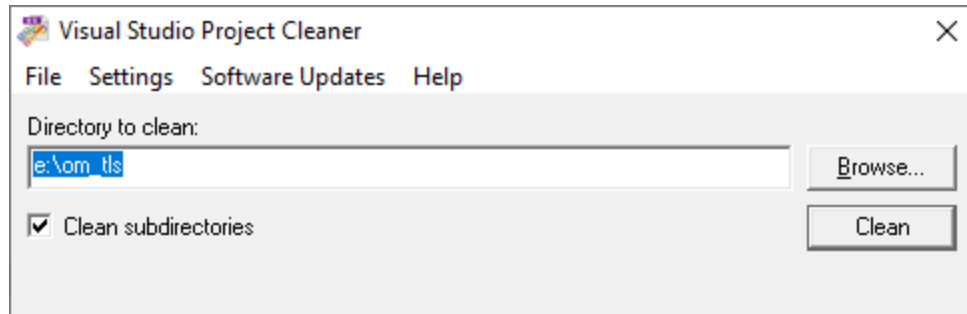 Visual Studio Project Cleaner
File Settings Software Updates Help
Directory to clean:
e:\om_tls
Browse...
Clean subdirectories
Clean